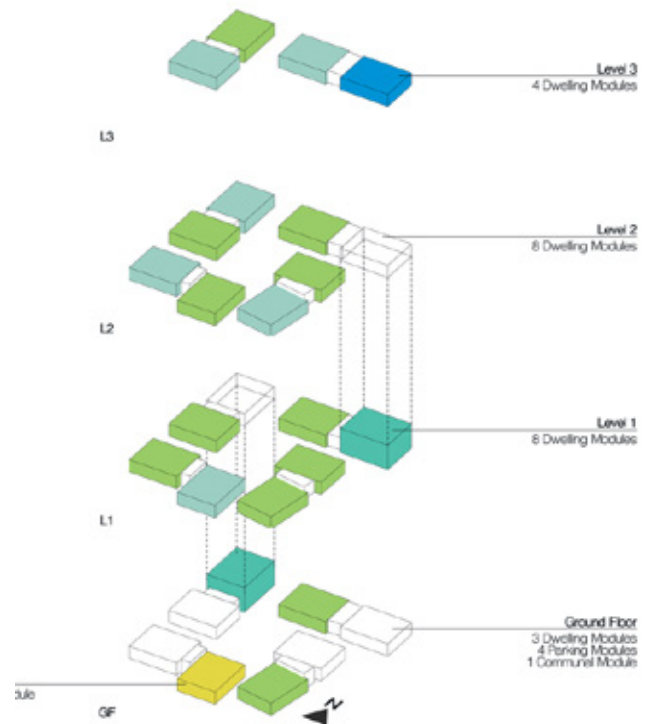 Level 3
4 Dwelling Modules
L3
Level 2
8 Dwelling Modules
L2
Level 1
8 Dwelling Modules
L1
Ground Floor
3 Dwelling Modules
4 Parking Modules
1 Communal Module
dule
GF
N